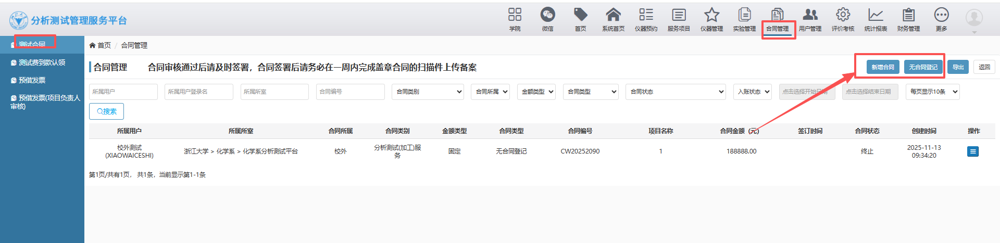 分析测试管理服务平台
学院
微信
首页
系统首页
仪器预约
服务项目
仪器管理
实验管理
合同管理
用户管理
评价考核
统计报表
财务管理
更多
测试合同
测试费到款认领
预借发票
预借发票(项目负责人
审核)
首页 / 合同管理
合同管理 合同审核通过后请及时签署，合同签署后请务必在一周内完成盖章合同的扫描件上传备案
新增合同 无合同登记 导出 返回
所属用户 所属用户登录名 所属所室 合同编号 合同类别 合同所属 金额类型 合同类型 合同状态 入账状态 点击选择开始日期 点击选择结束日期 每页显示10条
搜索
所属用户 所属所室 合同所属 合同类别 金额类型 合同类型 合同编号 项目名称 合同金额（元） 签订时间 合同状态 创建时间 操作
校外测试
(XIAOWAICESHI)
浙江大学 > 化学系 > 化学系分析测试平台
校外
分析测试(加工)服
务
固定
无合同登记
CW20252090
1
188888.00
终止
2025-11-13
09:34:20
第1页/共有1页， 共1条，当前显示第1-1条